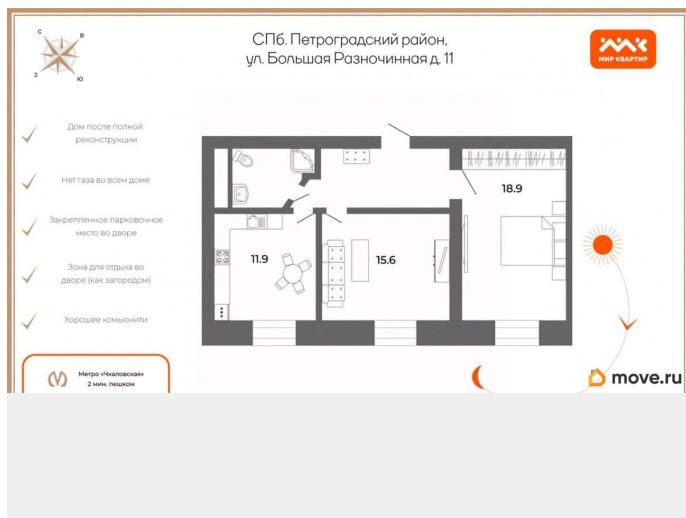 СПб. Петроградский район,
ул. Большая Разночинная д. 11
МИР КВАРТИР
С
В
З
Ю
Дом после полной
реконструкции
Нет газа во всем доме
Закрепленное парковочное
место во дворе
Зона для отдыха во
дворе (как загородом)
Хорошее комьюнити
Метро «Чкаловская»
2 мин. пешком
11.9
15.6
18.9
move.ru